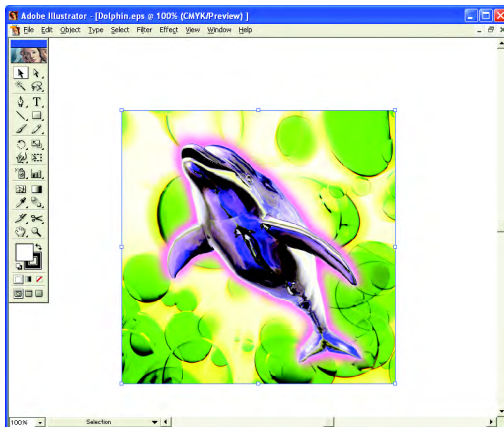 Adobe Illustrator - [Dolphin.eps @ 100% (CMYK/Preview) ]
File Edit Object Type Select Filter Effect View Window Help
100% Selection